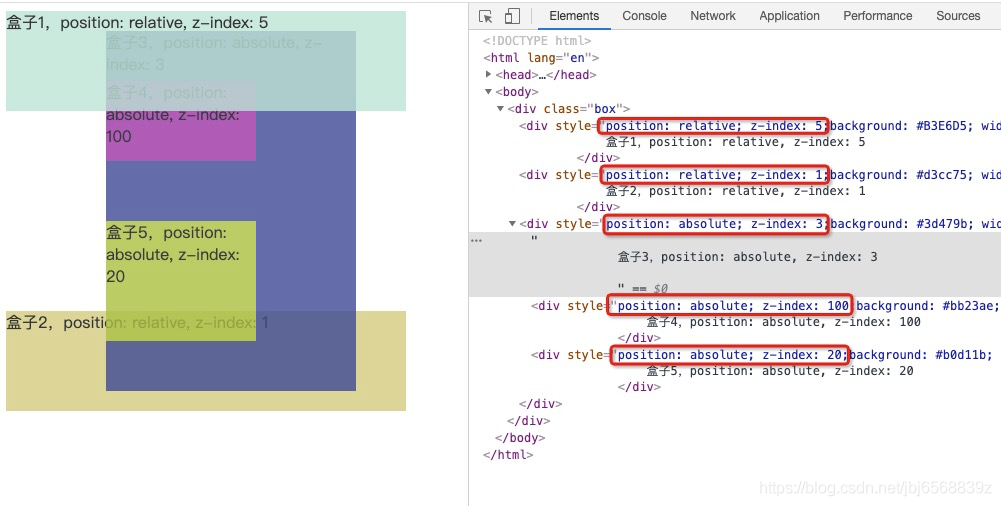 盒子1，position: relative, z-index: 5
盒子3，position: absolute, z-
index: 3
盒子4，position:
absolute, z-index:
100
盒子5，position:
absolute, z-index:
20
盒子2，position: relative, z-index: 1
Elements Console Network Application Performance Sources
<!DOCTYPE html>
<html lang="en">
<head>…</head>
<body>
<div class="box">
<div style="position: relative; z-index: 5;background: #B3E6D5; wid
盒子1，position: relative, z-index: 5
</div>
<div style="position: relative; z-index: 1;background: #d3cc75; wid
盒子2，position: relative, z-index: 1
</div>
<div style="position: absolute; z-index: 3;background: #3d479b; wid
"
盒子3，position: absolute, z-index: 3
" == $0
<div style="position: absolute; z-index: 100;background: #bb23ae;
盒子4，position: absolute, z-index: 100
</div>
<div style="position: absolute; z-index: 20;background: #b0d11b;
盒子5，position: absolute, z-index: 20
</div>
</div>
</div>
</body>
</html>
https://blog.csdn.net/jbj6568839z